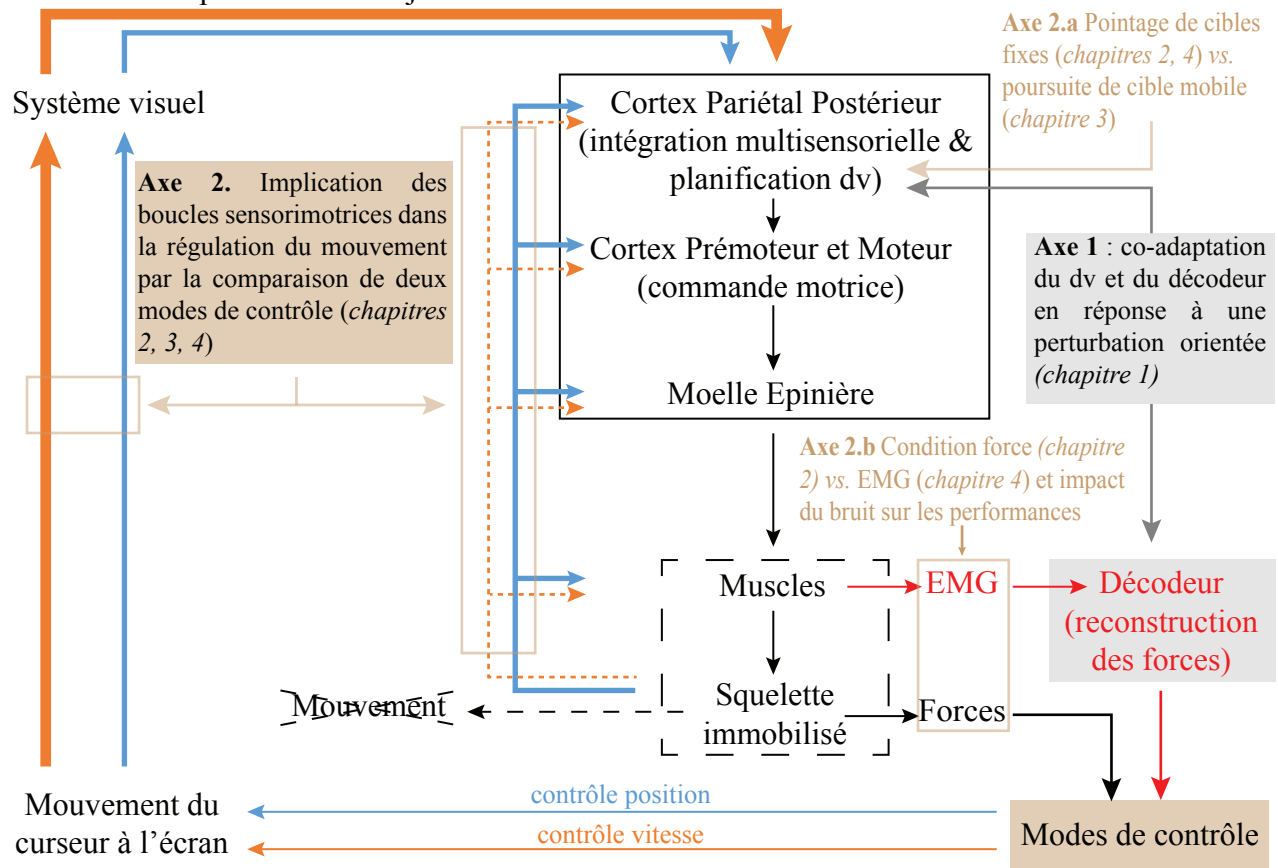 Système visuel
Axe 2.a Pointage de cibles
fixes (chapitres 2, 4) vs.
poursuite de cible mobile
(chapitre 3)
Cortex Pariétal Postérieur
(intégration multisensorielle &
planification dv)
Axe 2. Implication des
boucles sensorimotrices dans
la régulation du mouvement
par la comparaison de deux
modes de contrôle (chapitres
2, 3, 4)
Cortex Prémoteur et Moteur
(commande motrice)
Axe 1 : co-adaptation
du dv et du décodeur
en réponse à une
perturbation orientée
(chapitre 1)
Moelle Epinière
Axe 2.b Condition force (chapitre
2) vs. EMG (chapitre 4) et impact
du bruit sur les performances
Muscles
EMG
Décodeur
(reconstruction
des forces)
Mouvement
Squelette
immobilisé
Forces
Mouvement du
curseur à l’écran
contrôle position
contrôle vitesse
Modes de contrôle